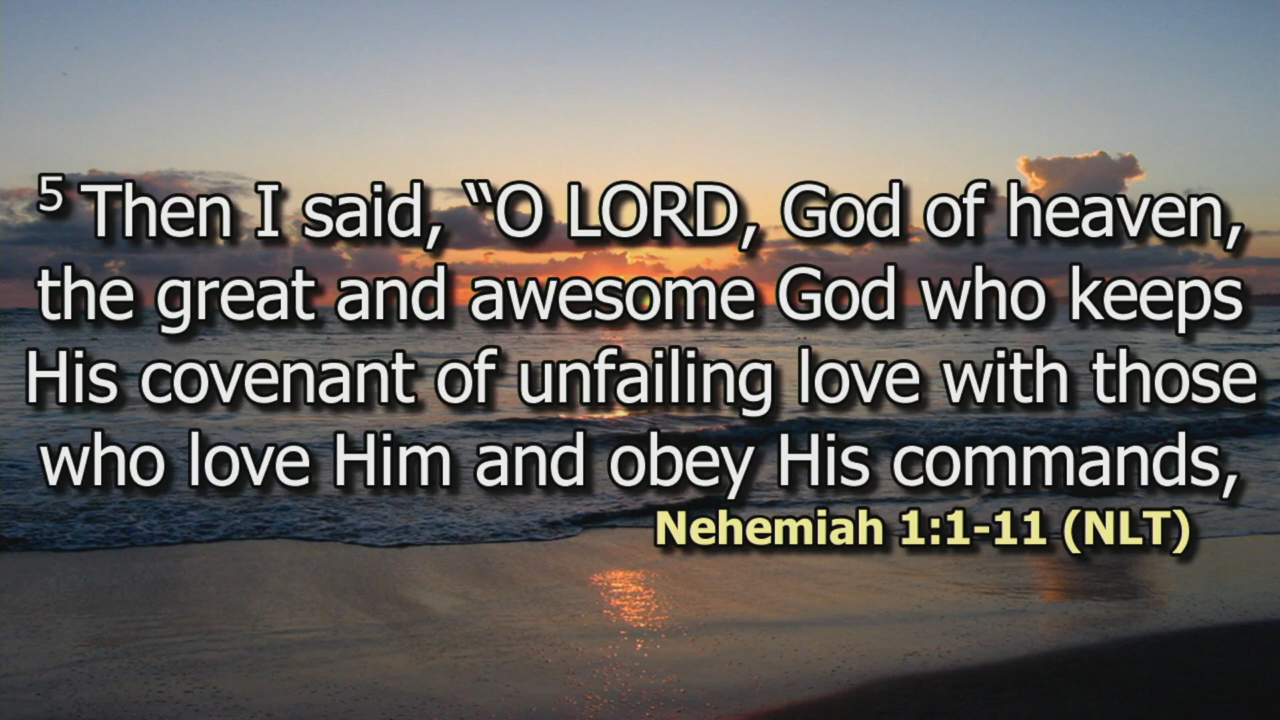 5 Then I said, “O LORD, God of heaven,
the great and awesome God who keeps
His covenant of unfailing love with those
who love Him and obey His commands,
Nehemiah 1:1-11 (NLT)